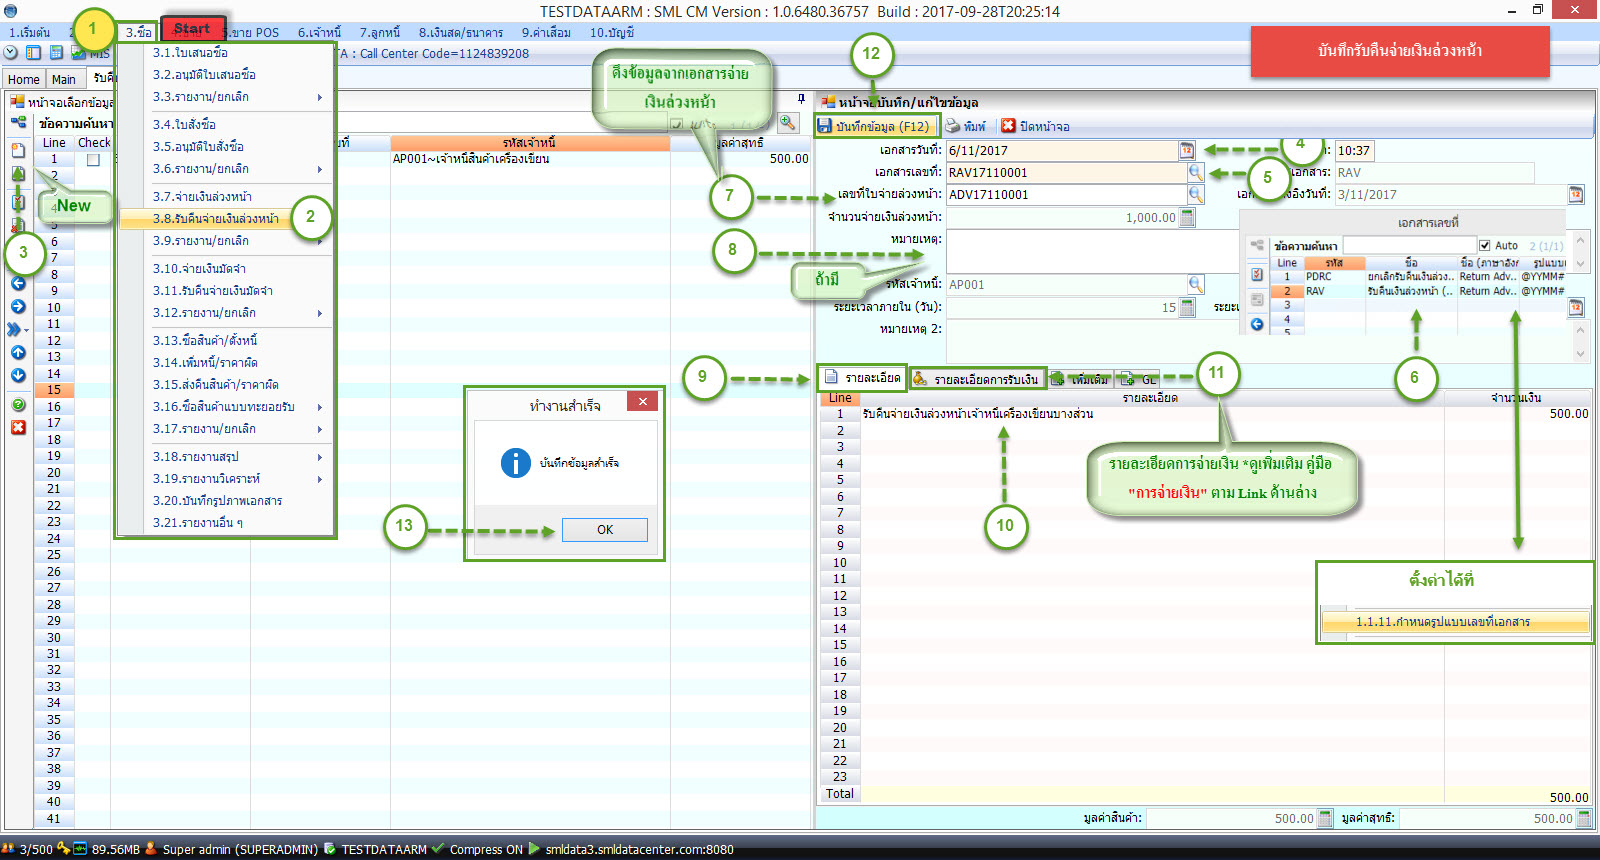 TESTDATAARM : SML CM Version : 1.0.6480.36757  Build : 2017-09-28T20:25:14
1.เริ่มต้น 3.ซื้อ Start 5.ขาย POS 6.เจ้าหนี้ 7.ลูกหนี้ 8.เงินสด/ธนาคาร 9.ค่าเสื่อม 10.บัญชี
1
MIS
TA : Call Center Code=1124839208
บันทึกรับคืนจ่ายเงินล่วงหน้า
Home Main
3.1.ใบเสนอซื้อ
3.2.อนุมัติใบเสนอซื้อ
3.3.รายงาน/ยกเลิก
3.4.ใบสั่งซื้อ
3.5.อนุมัติใบสั่งซื้อ
3.6.รายงาน/ยกเลิก
3.7.จ่ายเงินล่วงหน้า
3.8.รับคืนจ่ายเงินล่วงหน้า
3.9.รายงาน/ยกเลิก
3.10.จ่ายเงินมัดจำ
3.11.รับคืนจ่ายเงินมัดจำ
3.12.รายงาน/ยกเลิก
3.13.ซื้อสินค้า/ตั้งหนี้
3.14.เพิ่มหนี้/ราคาผิด
3.15.ส่งคืนสินค้า/ราคาผิด
3.16.ซื้อสินค้าแบบทะยอยรับ
3.17.รายงาน/ยกเลิก
3.18.รายงานสรุป
3.19.รายงานวิเคราะห์
3.20.บันทึกรูปภาพเอกสาร
3.21.รายงานอื่น ๆ
2
New
3
หน้าจอเลือกข้อมูล
ข้อความค้นหา
Line Check รหัสเจ้าหนี้ มูลค่าสุทธิ
1 AP001~เจ้าหนี้สินค้าเครื่องเขียน 500.00
2
4
6
8
9
10
11
12
13
14
15
16
17
18
19
20
21
22
23
24
25
26
27
28
29
30
31
32
33
34
35
36
37
38
39
40
41
ดึงข้อมูลจากเอกสารจ่าย
เงินล่วงหน้า
12
หน้าจอบันทึก/แก้ไขข้อมูล
บันทึกข้อมูล (F12) พิมพ์ ปิดหน้าจอ
เอกสารวันที่: 6/11/2017 4 10:37
เอกสารเลขที่: RAV17110001 5 เอกสาร: RAV
7 เลขที่ใบจ่ายล่วงหน้า: ADV17110001 3/11/2017
จำนวนจ่ายเงินล่วงหน้า: 1,000.00
8 หมายเหตุ:
ถ้ามี
รหัสเจ้าหนี้: AP001
ระยะเวลาภายใน (วัน): 15 ระยะเ
หมายเหตุ 2:
เอกสารเลขที่
ข้อความค้นหา Auto 2 (1/1)
Line รหัส ชื่อ ชื่อ (ภาษาอังก รูปแบบเ
1 PDRC ยกเลิกรับคืนเงินล่วง.. Return Adv.. @YYMM#
2 RAV รับคืนเงินล่วงหน้า (.. Return Adv.. @YYMM#
3
4
5
6
9 รายละเอียด รายละเอียดการรับเงิน เพิ่มเติม GL 11
Line รายละเอียด จำนวนเงิน
1 รับคืนจ่ายเงินล่วงหน้าเจ้าหนี้เครื่องเขียนบางส่วน 500.00
2
3
4
5
6
7
8
9
10
11
12
13
14
15
16
17
18
19
20
21
22
23
Total 500.00
รายละเอียดการจ่ายเงิน *ดูเพิ่มเติม คู่มือ
"การจ่ายเงิน" ตาม Link ด้านล่าง
10
ทำงานสำเร็จ
บันทึกข้อมูลสำเร็จ
13
OK
ตั้งค่าได้ที่
1.1.11.กำหนดรูปแบบเลขที่เอกสาร
มูลค่าสินค้า: 500.00 มูลค่าสุทธิ: 500.00
3/500 89.56MB Super admin (SUPERADMIN) TESTDATAARM Compress ON smldata3.smldatacenter.com:8080